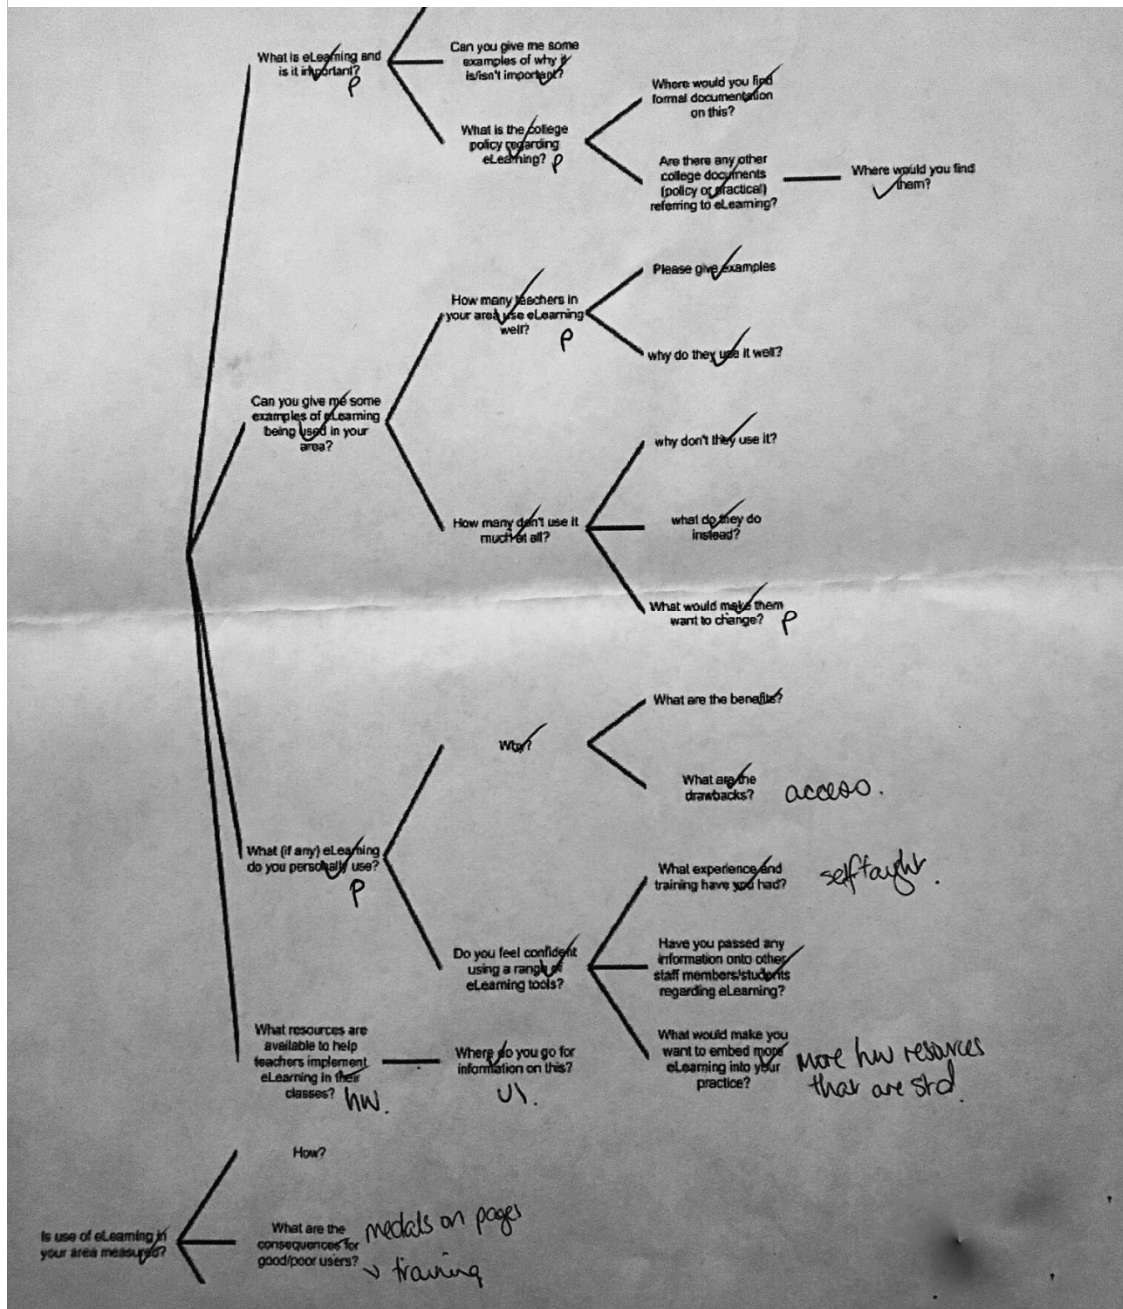 What is eLearning and
is it important?
P
Can you give me some
examples of why it
is/isn't important?
What is the college
policy regarding
eLearning?
P
Where would you find
formal documentation
on this?
Are there any other
college documents
(policy or practical)
referring to eLearning?
Where would you find
them?
Can you give me some
examples of eLearning
being used in your
area?
How many teachers in
your area use eLearning
well?
P
Please give examples
why do they use it well?
How many don't use it
much at all?
why don't they use it?
what do they do
instead?
What would make them
want to change?
P
What (if any) eLearning
do you personally use?
P
Why?
What are the benefits?
What are the
drawbacks?
access.
Do you feel confident
using a range of
eLearning tools?
What experience and
training have you had?
self taught.
Have you passed any
information onto other
staff members/students
regarding eLearning?
What would make you
want to embed more
eLearning into your
practice?
More hw resources
that are std.
What resources are
available to help
teachers implement
eLearning in their
classes?
hw.
Where do you go for
information on this?
Is use of eLearning in
your area measured?
How?
What are the
consequences for
good/poor users?
medals on pages
training